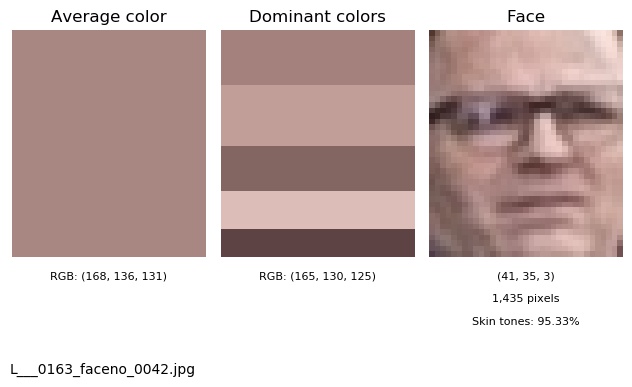 Average color
Dominant colors
Face
RGB: (168, 136, 131)
RGB: (165, 130, 125)
(41, 35, 3)
1,435 pixels
Skin tones: 95.33%
L___0163_faceno_0042.jpg